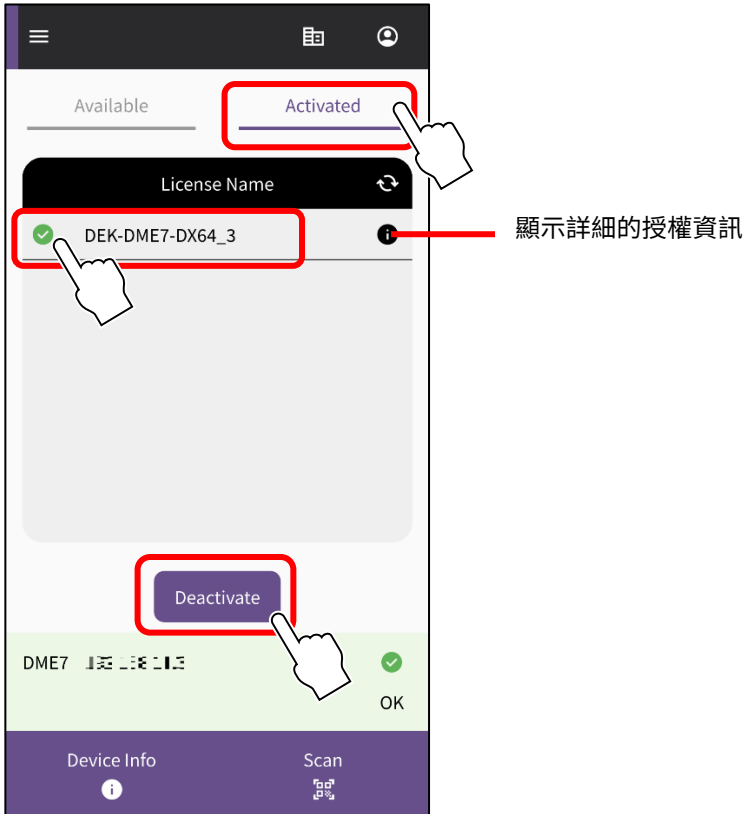 Available
Activated
License Name
DEK-DME7-DX64_3
顯示詳細的授權資訊
Deactivate
DME7
OK
Device Info
Scan